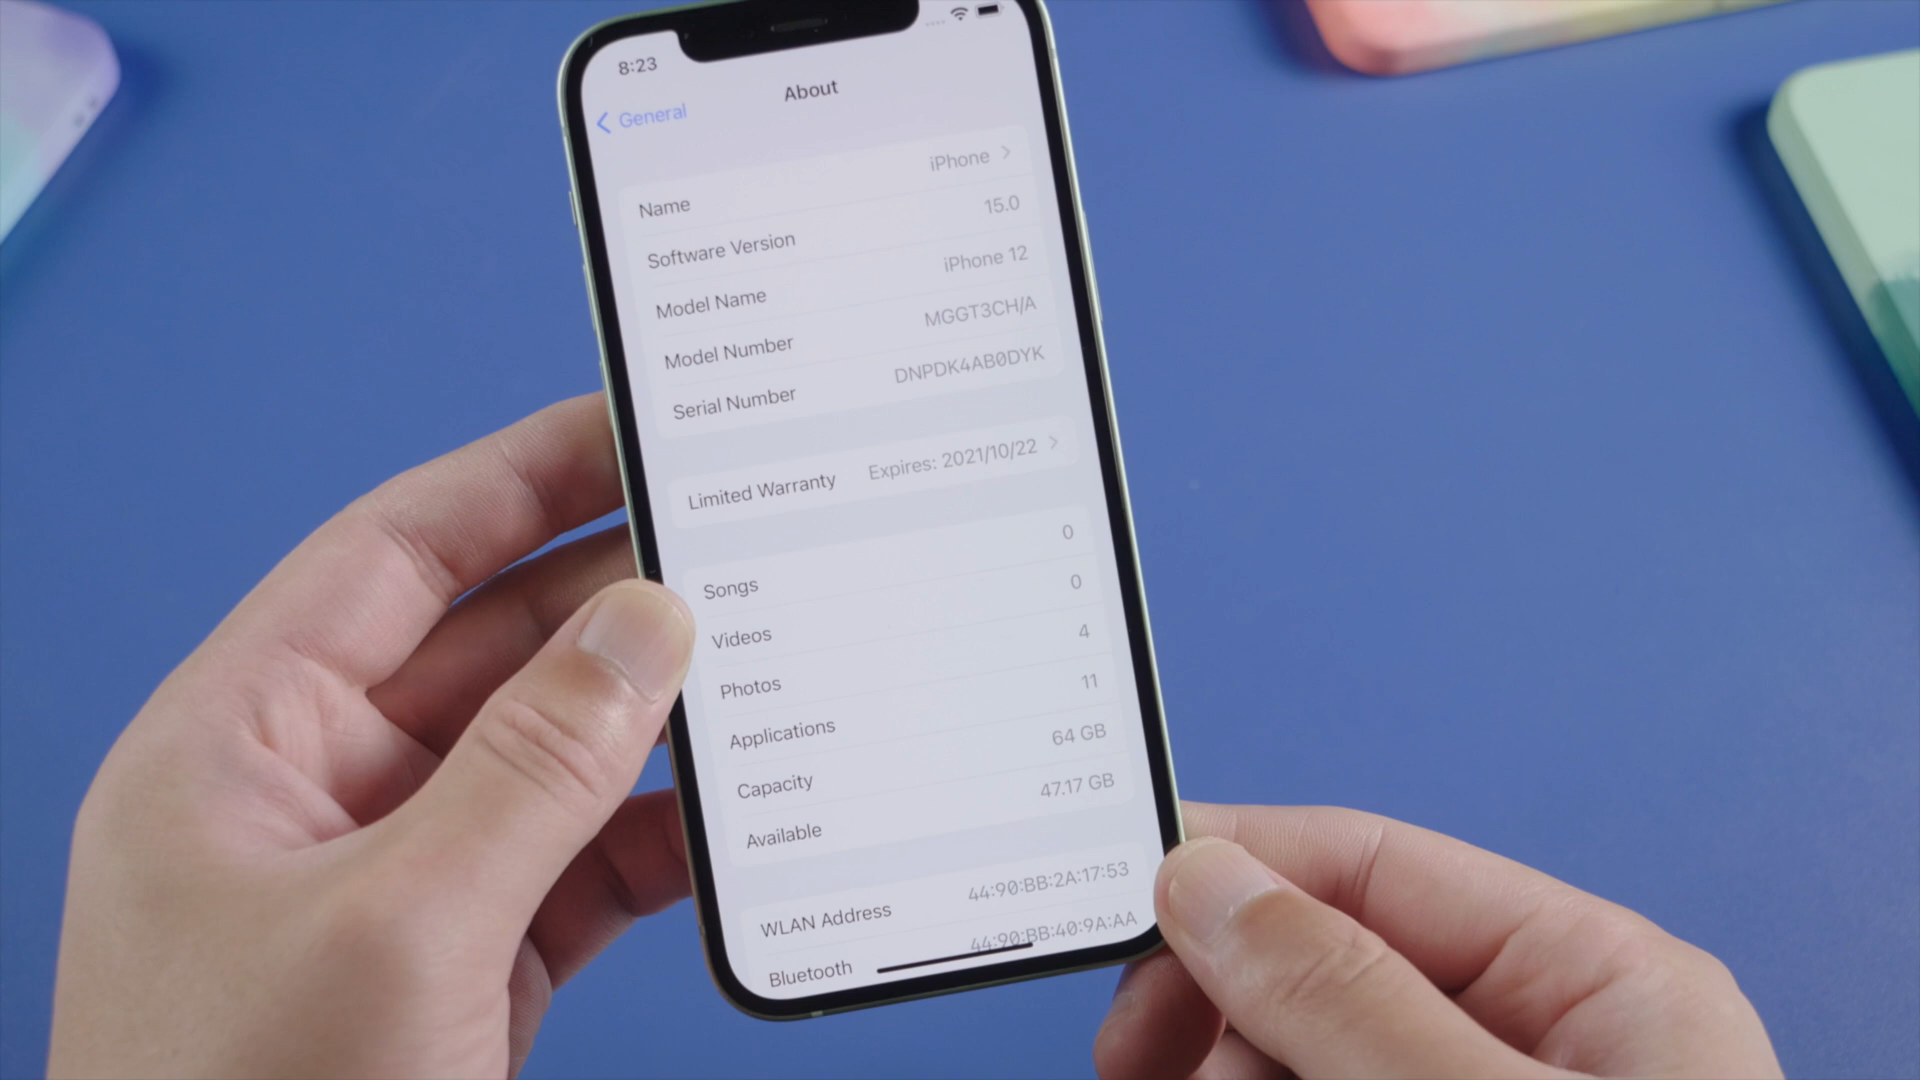 8:23
General
About
Name iPhone
Software Version 15.0
Model Name iPhone 12
Model Number MGGT3CH/A
Serial Number DNPDK4AB0DYK
Limited Warranty Expires: 2021/10/22
Songs 0
Videos 0
Photos 4
Applications 11
Capacity 64 GB
Available 47.17 GB
WLAN Address 44:90:BB:2A:17:53
Bluetooth 44:90:BB:40:9A:AA